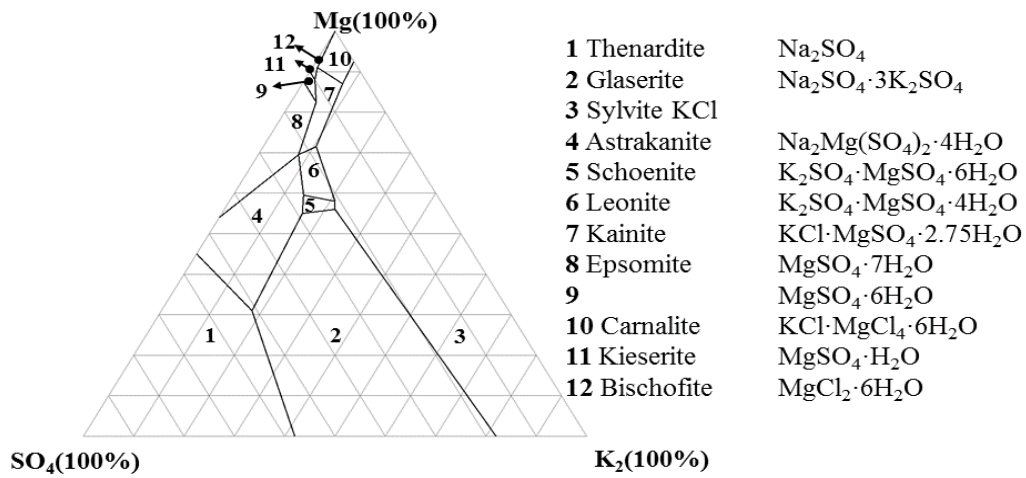 Mg(100%)
12
11
10
9
7
8
6
5
4
1
2
3
SO₄(100%)
K₂(100%)
1 Thenardite Na₂SO₄
2 Glaserite Na₂SO₄·3K₂SO₄
3 Sylvite KCl
4 Astrakanite Na₂Mg(SO₄)₂·4H₂O
5 Schoenite K₂SO₄·MgSO₄·6H₂O
6 Leonite K₂SO₄·MgSO₄·4H₂O
7 Kainite KCl·MgSO₄·2.75H₂O
8 Epsomite MgSO₄·7H₂O
9 MgSO₄·6H₂O
10 Carnalite KCl·MgCl₄·6H₂O
11 Kieserite MgSO₄·H₂O
12 Bischofite MgCl₂·6H₂O